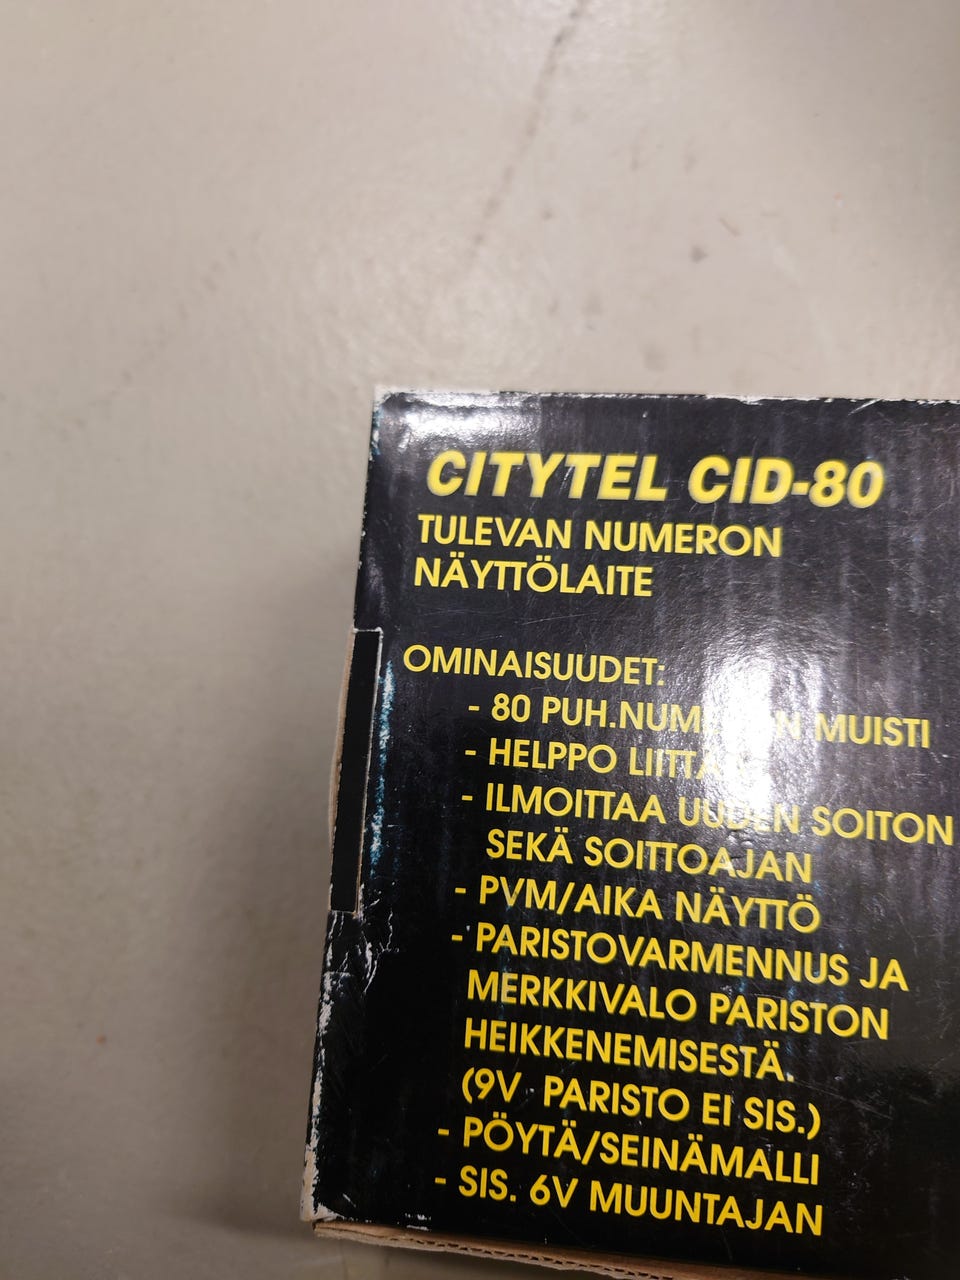 CITYTEL CID-80
TULEVAN NUMERON
NÄYTTÖLAITE
OMINAISUUDET:
- 80 PUH. MUISTI
- HELPPO
- ILMOITTAA UUDEN SOITON
SEKÄ SOITTOAJAN
- PVM/AIKA NÄYTTÖ
- PARISTOVARMENNUS JA
MERKKIVALO PARISTON
HEIKKENEMISESTÄ.
(9V PARISTO EI SIS.)
- PÖYTÄ/SEINÄMALLI
- SIS. 6V MUUNTAJAN